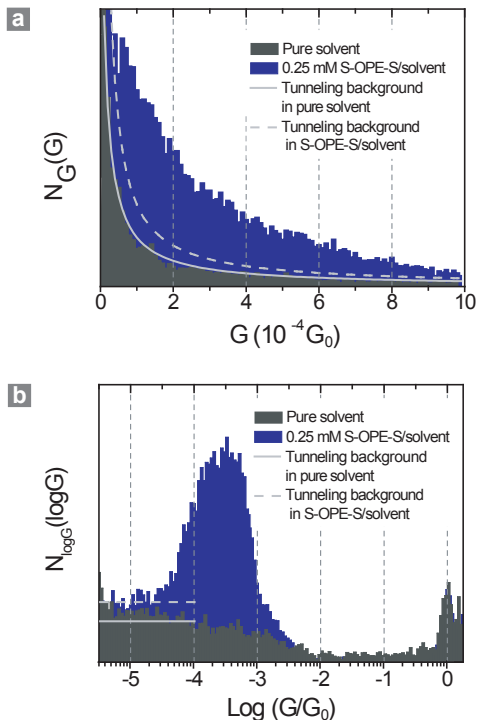 a
Pure solvent
0.25 mM S-OPE-S/solvent
Tunneling background
in pure solvent
Tunneling background
in S-OPE-S/solvent
N_G(G)
0 2 4 6 8 10
G (10^-4 G_0)
b
Pure solvent
0.25 mM S-OPE-S/solvent
Tunneling background
in pure solvent
Tunneling background
in S-OPE-S/solvent
N_logG(logG)
-5 -4 -3 -2 -1 0
Log (G/G_0)